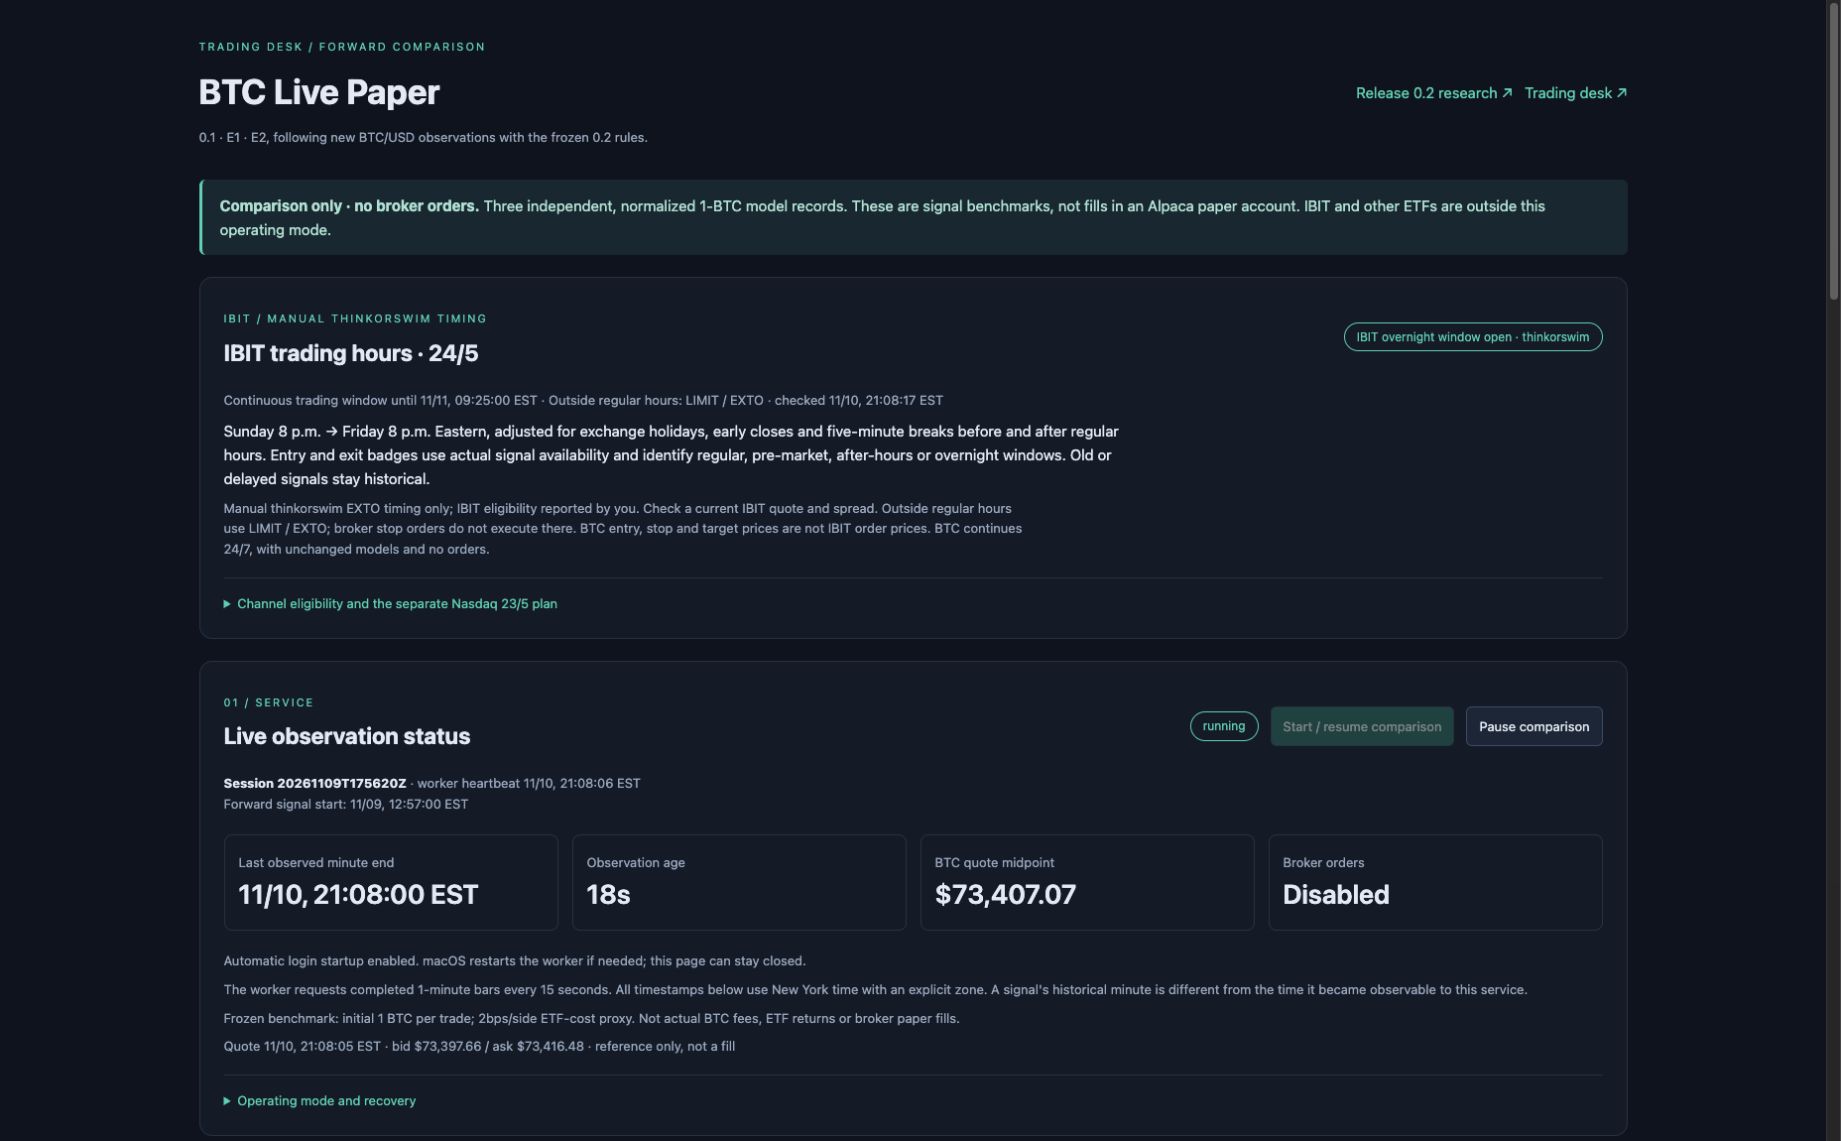 TRADING DESK / FORWARD COMPARISON
BTC Live Paper
Release 0.2 research ↗ Trading desk ↗
0.1 · E1 · E2, following new BTC/USD observations with the frozen 0.2 rules.
Comparison only · no broker orders. Three independent, normalized 1-BTC model records. These are signal benchmarks, not fills in an Alpaca paper account. IBIT and other ETFs are outside this
operating mode.
IBIT / MANUAL THINKORSWIM TIMING
IBIT trading hours · 24/5
IBIT overnight window open · thinkorswim
Continuous trading window until 11/11, 09:25:00 EST · Outside regular hours: LIMIT / EXTO · checked 11/10, 21:08:17 EST
Sunday 8 p.m. → Friday 8 p.m. Eastern, adjusted for exchange holidays, early closes and five-minute breaks before and after regular
hours. Entry and exit badges use actual signal availability and identify regular, pre-market, after-hours or overnight windows. Old or
delayed signals stay historical.
Manual thinkorswim EXTO timing only; IBIT eligibility reported by you. Check a current IBIT quote and spread. Outside regular hours
use LIMIT / EXTO; broker stop orders do not execute there. BTC entry, stop and target prices are not IBIT order prices. BTC continues
24/7, with unchanged models and no orders.
▶ Channel eligibility and the separate Nasdaq 23/5 plan
01 / SERVICE
Live observation status
running
Start / resume comparison
Pause comparison
Session 20261109T175620Z · worker heartbeat 11/10, 21:08:06 EST
Forward signal start: 11/09, 12:57:00 EST
Last observed minute end
11/10, 21:08:00 EST
Observation age
18s
BTC quote midpoint
$73,407.07
Broker orders
Disabled
Automatic login startup enabled. macOS restarts the worker if needed; this page can stay closed.
The worker requests completed 1-minute bars every 15 seconds. All timestamps below use New York time with an explicit zone. A signal's historical minute is different from the time it became observable to this service.
Frozen benchmark: initial 1 BTC per trade; 2bps/side ETF-cost proxy. Not actual BTC fees, ETF returns or broker paper fills.
Quote 11/10, 21:08:05 EST · bid $73,397.66 / ask $73,416.48 · reference only, not a fill
▶ Operating mode and recovery